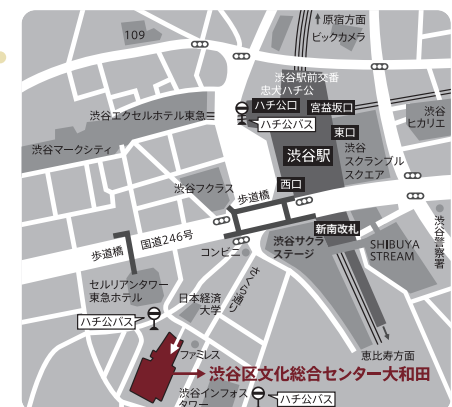 ↑原宿方面
ビックカメラ
109
渋谷駅前交番
忠犬ハチ公
ハチ公口
宮益坂口
ハチ公バス
東口
渋谷
ヒカリエ
渋谷エクセルホテル東急
渋谷マークシティ
渋谷駅
渋谷
スクランブル
スクエア
西口
渋谷フクラス
歩道橋
新南改札
国道246号
歩道橋
コンビニ
渋谷サクラ
ステージ
SHIBUYA
STREAM
渋谷警察署
さくら通り
セルリアンタワー
東急ホテル
日本経済
大学
ハチ公バス
ファミレス
恵比寿方面
渋谷区文化総合センター大和田
渋谷インフォス
タワー
ハチ公バス